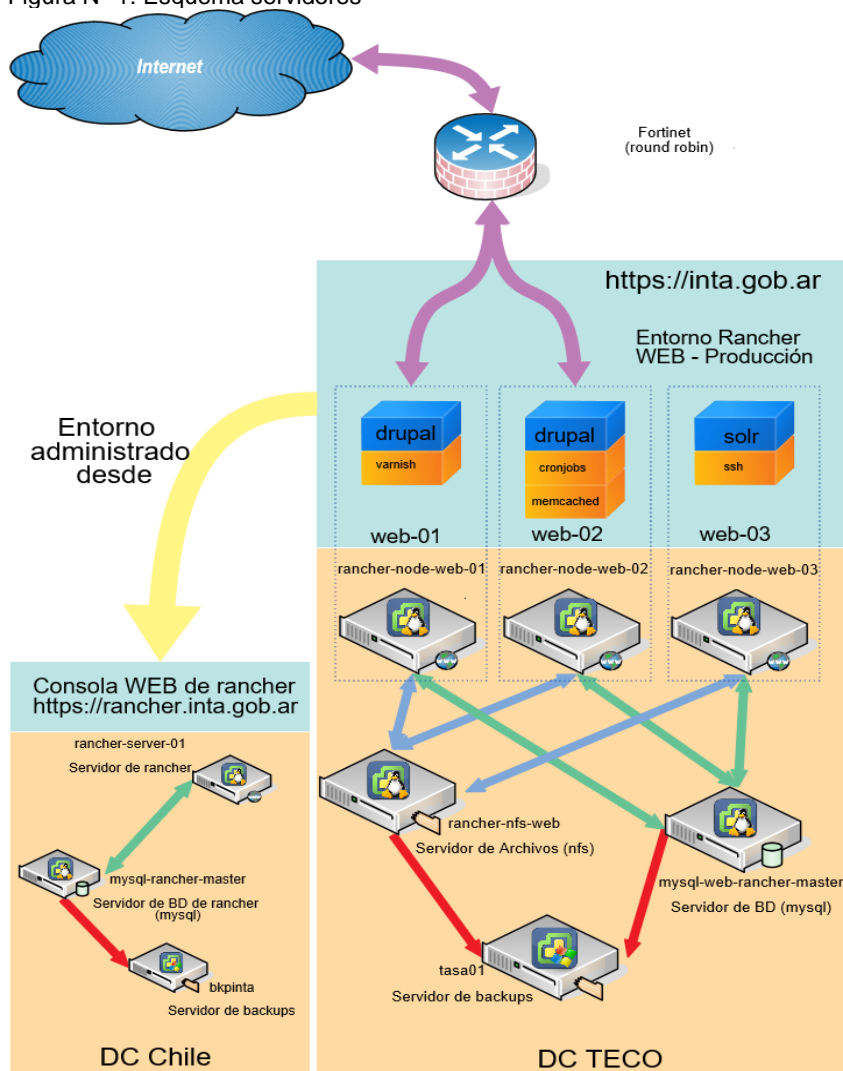 Figura N° 1: Esquema servidores
Internet
Fortinet
(round robin)
https://inta.gob.ar
Entorno Rancher
WEB - Producción
Entorno
administrado
desde
drupal
varnish
drupal
cronjobs
memcached
solr
ssh
web-01
web-02
web-03
rancher-node-web-01
rancher-node-web-02
rancher-node-web-03
Consola WEB de rancher
https://rancher.inta.gob.ar
rancher-server-01
Servidor de rancher
mysql-rancher-master
Servidor de BD de rancher
(mysql)
bkpinta
Servidor de backups
DC Chile
rancher-nfs-web
Servidor de Archivos (nfs)
mysql-web-rancher-master
Servidor de BD (mysql)
tasa01
Servidor de backups
DC TECO